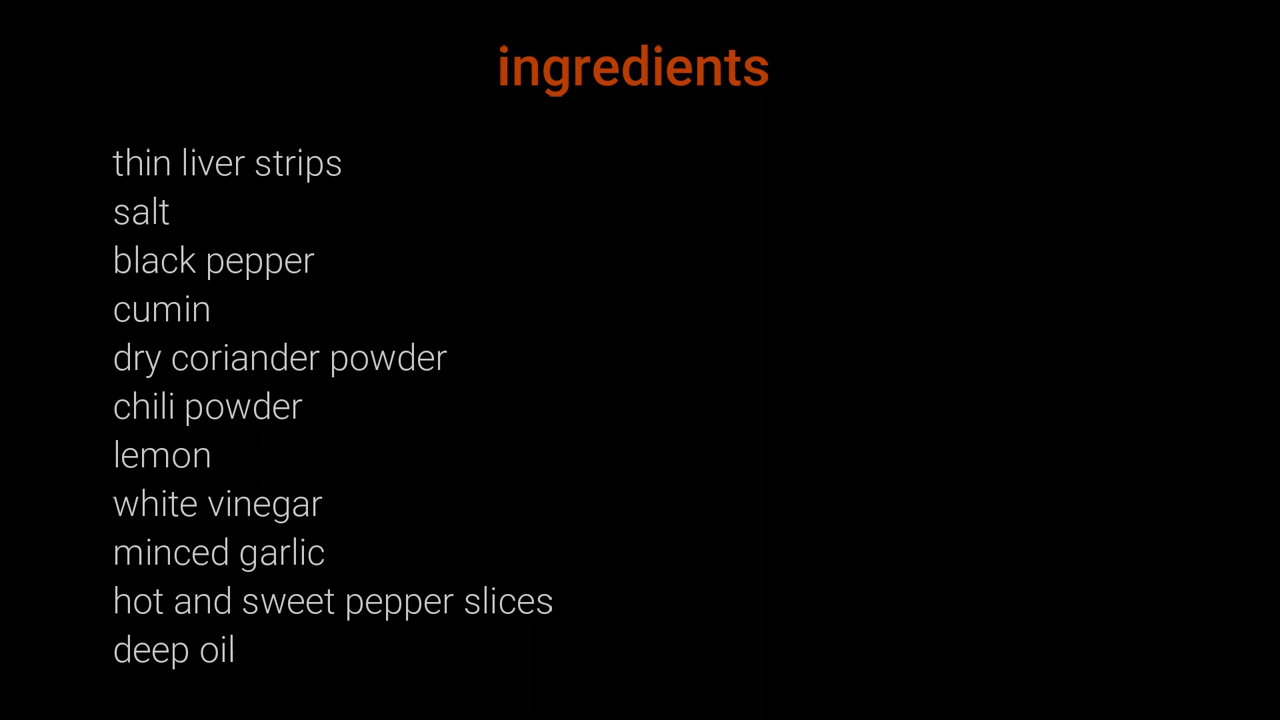 ingredients
thin liver strips
salt
black pepper
cumin
dry coriander powder
chili powder
lemon
white vinegar
minced garlic
hot and sweet pepper slices
deep oil